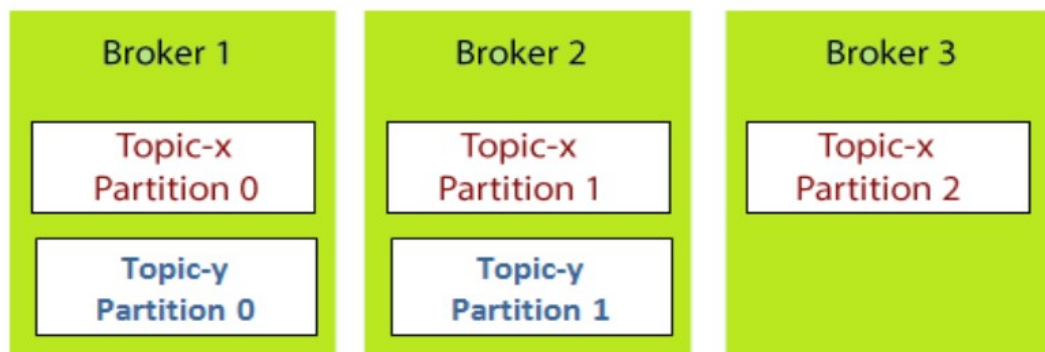 Broker 1
Topic-x
Partition 0
Topic-y
Partition 0
Broker 2
Topic-x
Partition 1
Topic-y
Partition 1
Broker 3
Topic-x
Partition 2